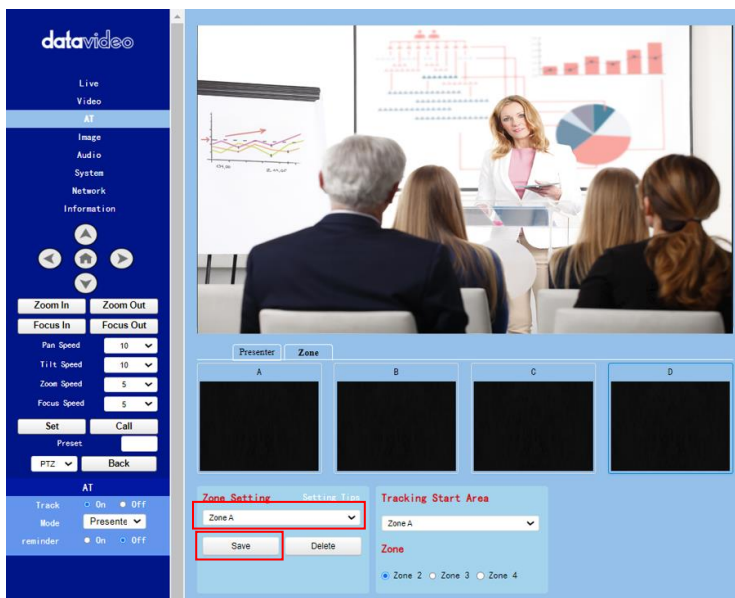 datavideo
Live
Video
AT
Image
Audio
System
Network
Information
Zoom In Zoom Out
Focus In Focus Out
Pan Speed 10
Tilt Speed 10
Zoom Speed 5
Focus Speed 5
Set Call
Preset
PTZ Back
AT
Track On Off
Mode Presente
reminder On Off
Presenter Zone
A B C D
Zone Setting Setting Tips
Zone A
Save Delete
Tracking Start Area
Zone A
Zone
Zone 2 Zone 3 Zone 4